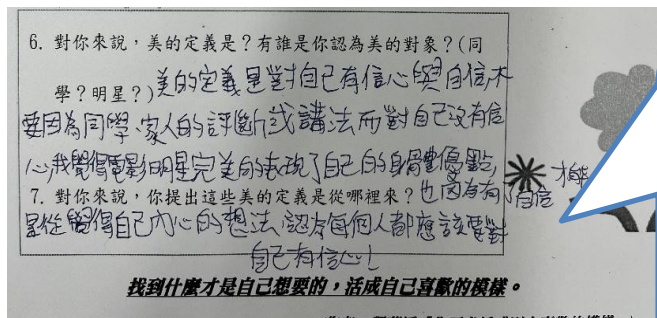 6. 對你來說，美的定義是？有誰是你認為美的對象？(同
學？明星？)美的定義是對自己有信心與自信,不
要因為同學、家人的評斷或講法而對自己沒有信
心,我覺得電影明星完美的表現了自己的身體優點,
7. 對你來說，你提出這些美的定義是從哪裡來？也因為有了自信
是從覺得自己內心的想法,認為每個人都應該要對
自己有信心!
找到什麼才是自己想要的，活成自己喜歡的模樣。